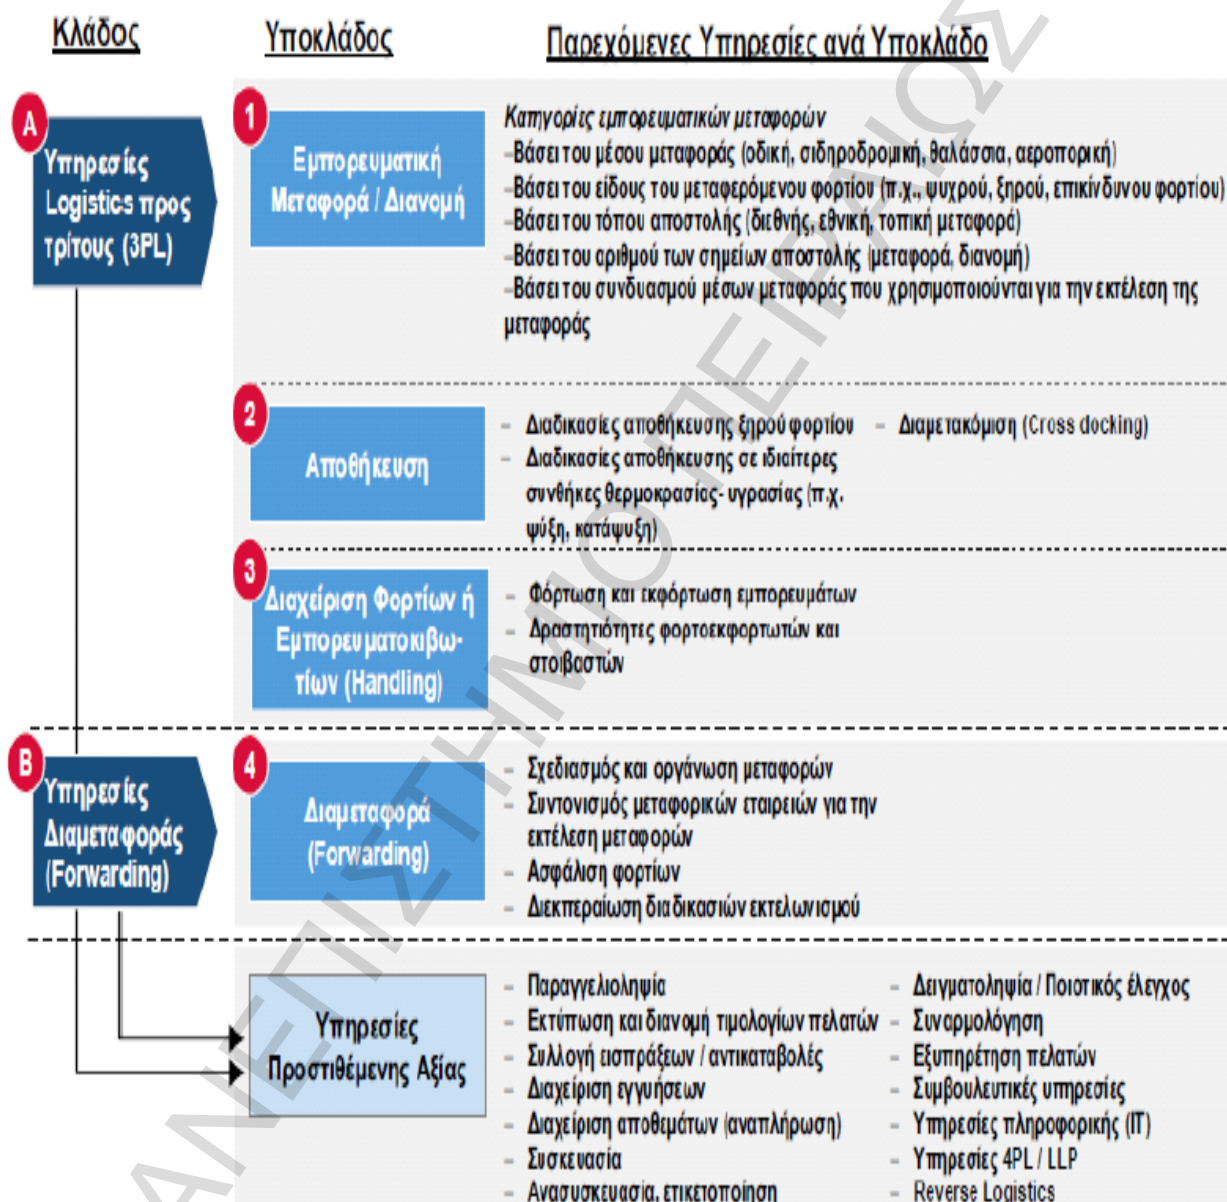 Κλάδος
Υποκλάδος
Παρεχόμενες Υπηρεσίες ανά Υποκλάδο
A
Υπηρεσίες
Logistics προς
τρίτους (3PL)
1
Εμπορευματική
Μεταφορά / Διανομή
Κατηγορίες εμπορευματικών μεταφορών
–Βάσει του μέσου μεταφοράς (οδική, σιδηροδρομική, θαλάσσια, αεροπορική)
–Βάσει του είδους του μεταφερόμενου φορτίου (π.χ., ψυχρού, ξηρού, επικίνδυνου φορτίου)
–Βάσει του τόπου αποστολής (διεθνής, εθνική, τοπική μεταφορά)
–Βάσει του αριθμού των σημείων αποστολής (μεταφορά, διανομή)
–Βάσει του συνδυασμού μέσων μεταφοράς που χρησιμοποιούνται για την εκτέλεση της
μεταφοράς
2
Αποθήκευση
– Διαδικασίες αποθήκευσης ξηρού φορτίου
– Διαδικασίες αποθήκευσης σε ιδιαίτερες
συνθήκες θερμοκρασίας- υγρασίας (π.χ.
ψύξη, κατάψυξη)
– Διαμετακόμιση (Cross docking)
3
Διαχείριση Φορτίων ή
Εμπορευματοκιβω-
τίων (Handling)
– Φόρτωση και εκφόρτωση εμπορευμάτων
– Δραστητιότητες φορτοεκφορτωτών και
στοιβαστών
B
Υπηρεσίες
Διαμεταφοράς
(Forwarding)
4
Διαμεταφορά
(Forwarding)
– Σχεδιασμός και οργάνωση μεταφορών
– Συντονισμός μεταφορικών εταιρειών για την
εκτέλεση μεταφορών
– Ασφάλιση φορτίων
– Διεκπεραίωση διαδικασιών εκτελωνισμού
Υπηρεσίες
Προστιθέμενης Αξίας
– Παραγγελιοληψία
– Εκτύπωση και διανομή τιμολογίων πελατών
– Συλλογή εισπράξεων / αντικαταβολές
– Διαχείριση εγγυήσεων
– Διαχείριση αποθεμάτων (αναπλήρωση)
– Συσκευασία
– Ανασυσκευασία, ετικετοποίηση
– Δειγματοληψία / Ποιοτικός έλεγχος
– Συναρμολόγηση
– Εξυπηρέτηση πελατών
– Συμβουλευτικές υπηρεσίες
– Υπηρεσίες πληροφορικής (IT)
– Υπηρεσίες 4PL / LLP
– Reverse Logistics
ΑΝΕΠΙΣΤΗΜΙΟ ΠΕΙΡΑΙΩΣ